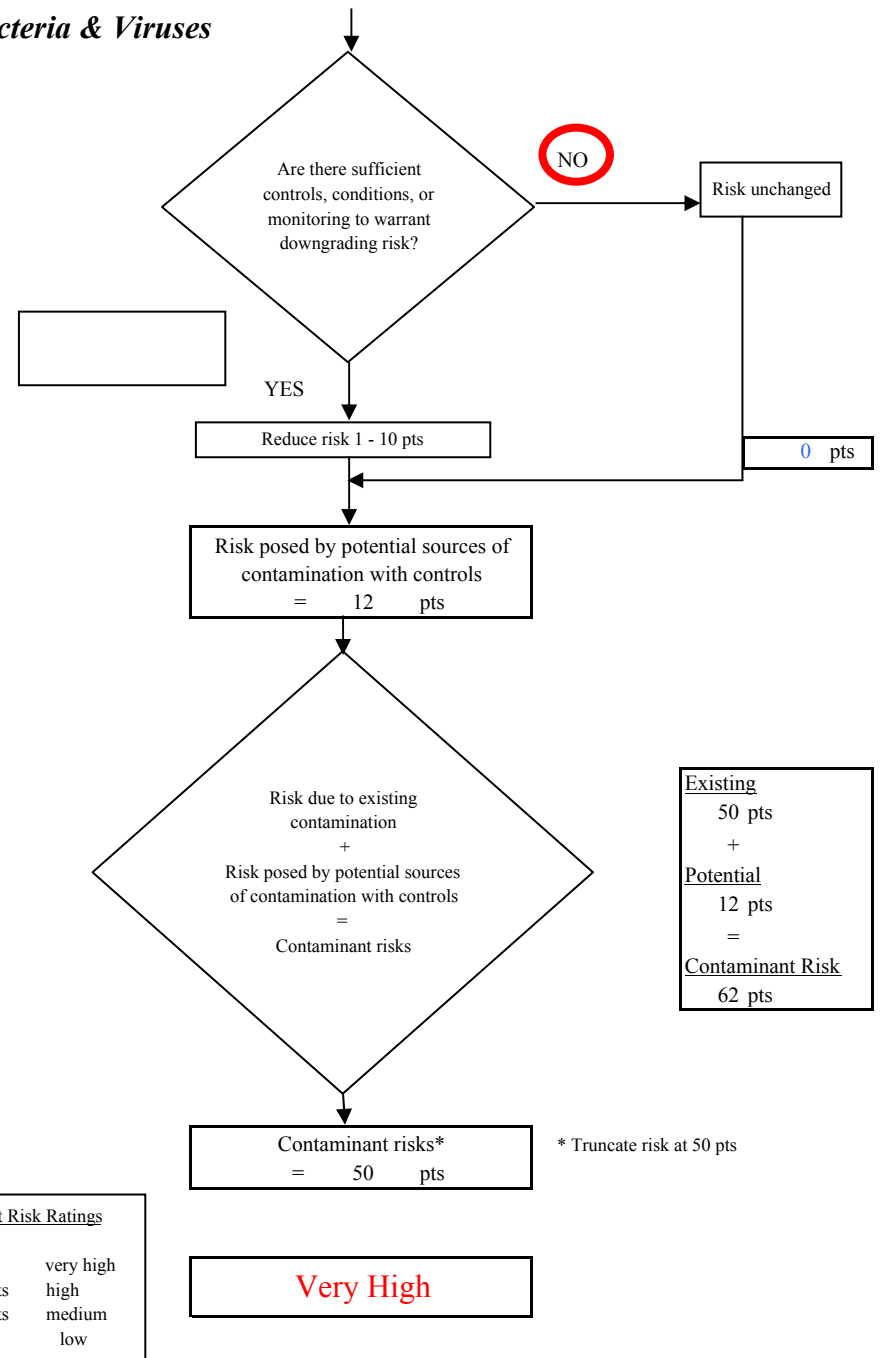 cteria & Viruses
Are there sufficient
controls, conditions, or
monitoring to warrant
downgrading risk?
NO
Risk unchanged
YES
Reduce risk 1 - 10 pts
0 pts
Risk posed by potential sources of
contamination with controls
= 12 pts
Risk due to existing
contamination
+
Risk posed by potential sources
of contamination with controls
=
Contaminant risks
Existing
50 pts
+
Potential
12 pts
=
Contaminant Risk
62 pts
Contaminant risks*
= 50 pts
* Truncate risk at 50 pts
Risk Ratings
very high
high
medium
low
Very High